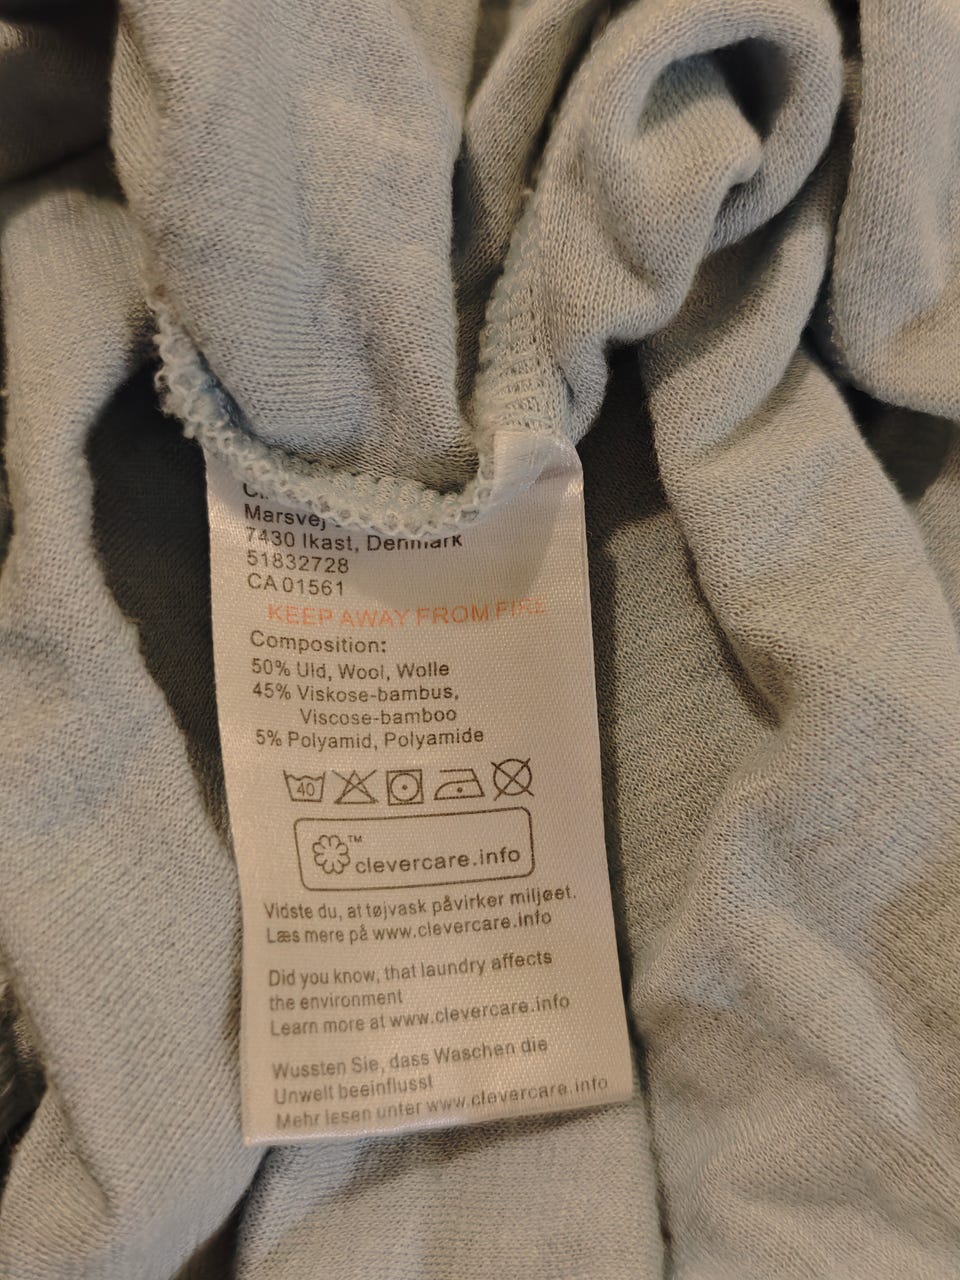 Marsvej
7430 Ikast, Denmark
51832728
CA 01561
KEEP AWAY FROM FIRE
Composition:
50% Uld, Wool, Wolle
45% Viskose-bambus,
Viscose-bamboo
5% Polyamid, Polyamide
40
™ clevercare.info
Vidste du, at tøjvask påvirker miljøet.
Læs mere på www.clevercare.info
Did you know, that laundry affects
the environment
Learn more at www.clevercare.info
Wussten Sie, dass Waschen die
Unwelt beeinflusst
Mehr lesen unter www.clevercare.info